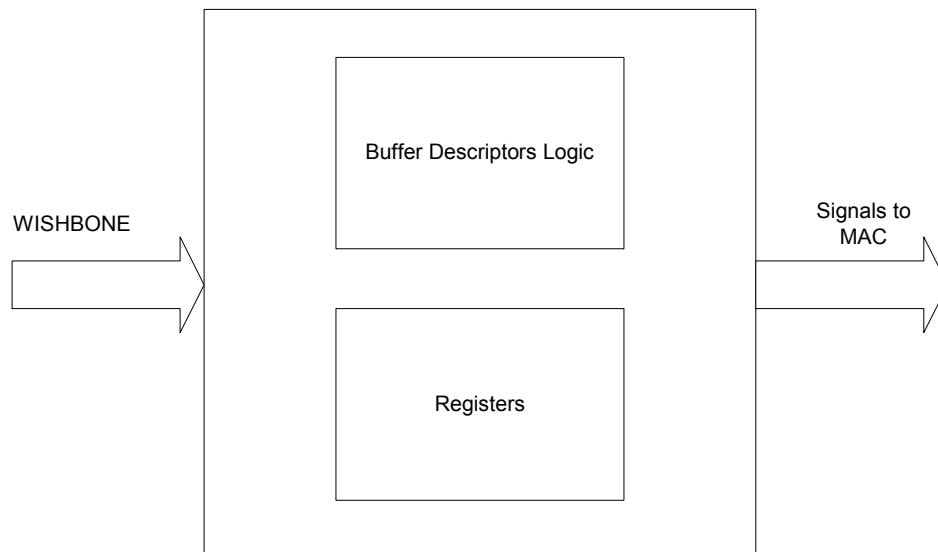 Buffer Descriptors Logic
WISHBONE
Signals to
MAC
Registers